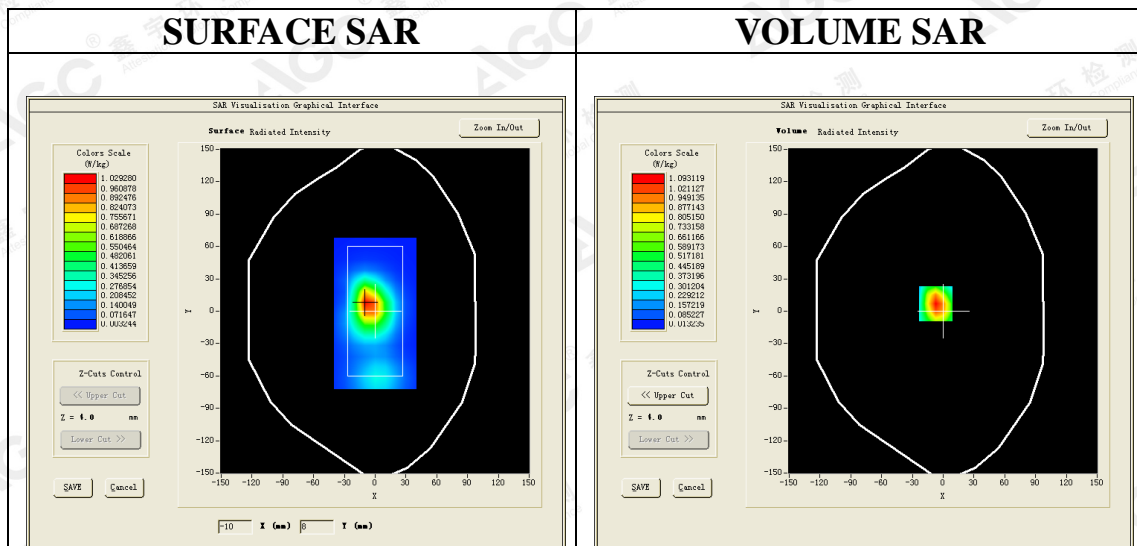 SURFACE SAR
VOLUME SAR
SAR Visualisation Graphical Interface
Surface Radiated Intensity
Zoom In/Out
Colors Scale
(W/kg)
1.029280
0.960878
0.892476
0.824073
0.755671
0.687268
0.618866
0.550464
0.482061
0.413659
0.345256
0.276854
0.208452
0.140049
0.071647
0.003244
150
120
90
60
30
0
-30
-60
-90
-120
-150
Y
-150 -120 -90 -60 -30 0 30 60 90 120 150
X
Z-Cuts Control
<< Upper Cut
Z = 4.0 mm
Lower Cut >>
SAVE
Cancel
-10 X (mm) 8 Y (mm)
SAR Visualisation Graphical Interface
Volume Radiated Intensity
Zoom In/Out
Colors Scale
(W/kg)
1.093119
1.021127
0.949135
0.877143
0.805150
0.733158
0.661166
0.589173
0.517181
0.445189
0.373196
0.301204
0.229212
0.157219
0.085227
0.013235
150
120
90
60
30
0
-30
-60
-90
-120
-150
Y
-150 -120 -90 -60 -30 0 30 60 90 120 150
X
Z-Cuts Control
<< Upper Cut
Z = 4.0 mm
Lower Cut >>
SAVE
Cancel